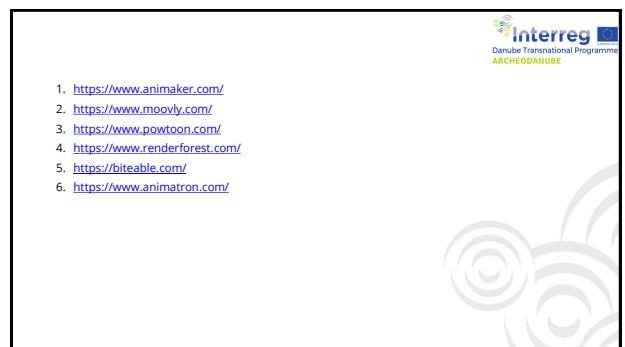 Interreg
Danube Transnational Programme
ARCHEODANUBE
1. https://www.animaker.com/
2. https://www.moovly.com/
3. https://www.powtoon.com/
4. https://www.renderforest.com/
5. https://biteable.com/
6. https://www.animatron.com/